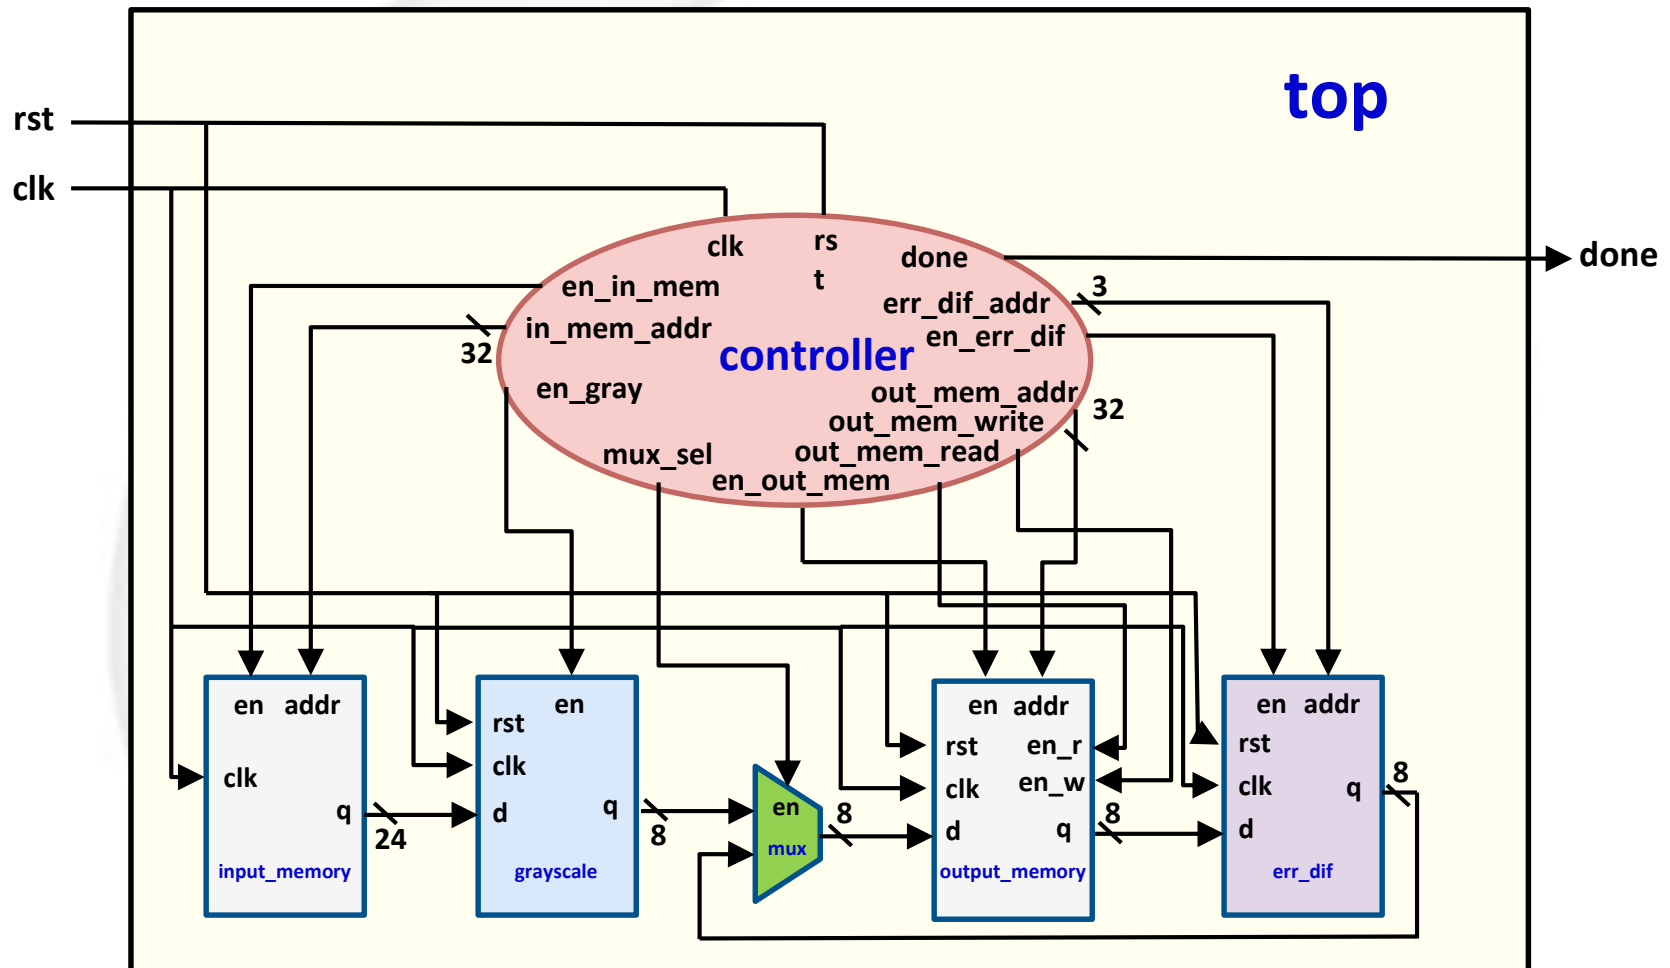 top
rst
clk
done
clk
rs
t
done
en_in_mem
err_dif_addr
3
in_mem_addr
en_err_dif
32
controller
en_gray
out_mem_addr
32
out_mem_write
mux_sel
out_mem_read
en_out_mem
en addr
clk
q
24
input_memory
en
rst
clk
d
q
8
grayscale
en
mux
8
en addr
rst
en_r
clk
en_w
d
q
8
output_memory
en addr
rst
clk
q
8
d
err_dif